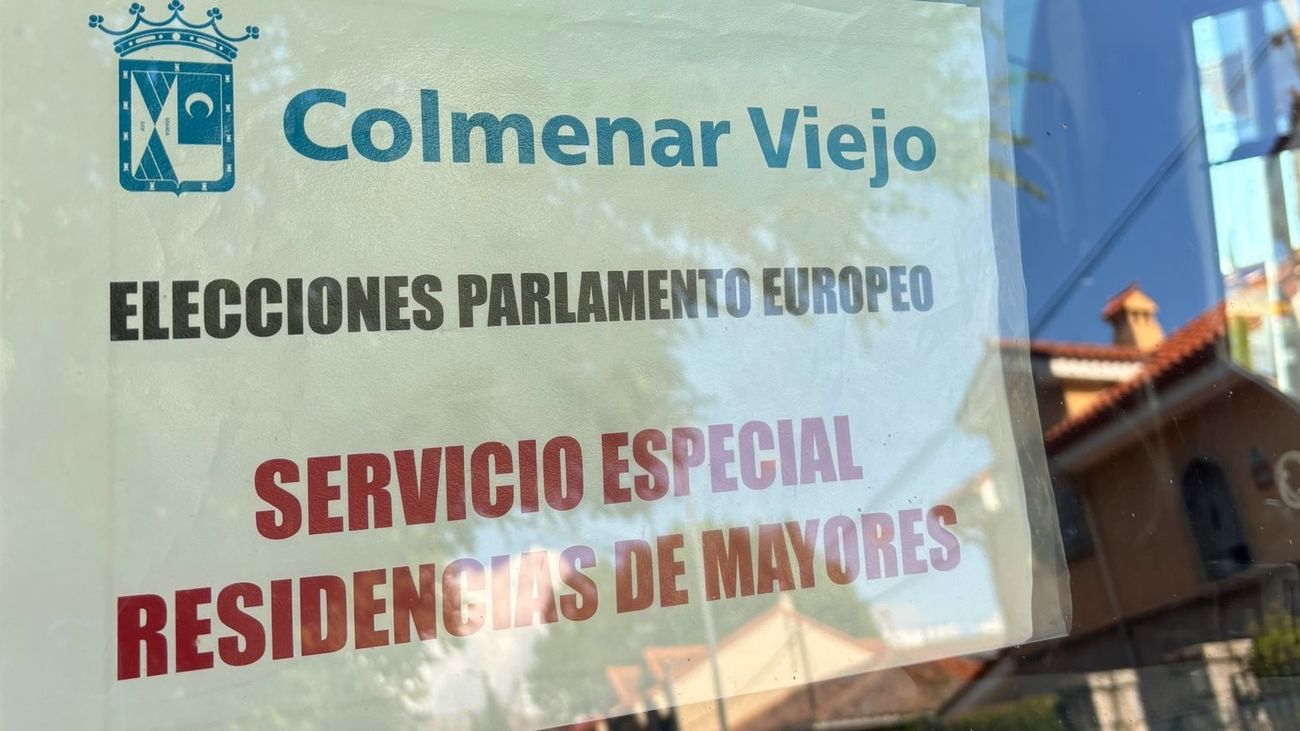 Colmenar Viejo
ELECCIONES PARLAMENTO EUROPEO
SERVICIO ESPECIAL
RESIDENCIAS DE MAYORES